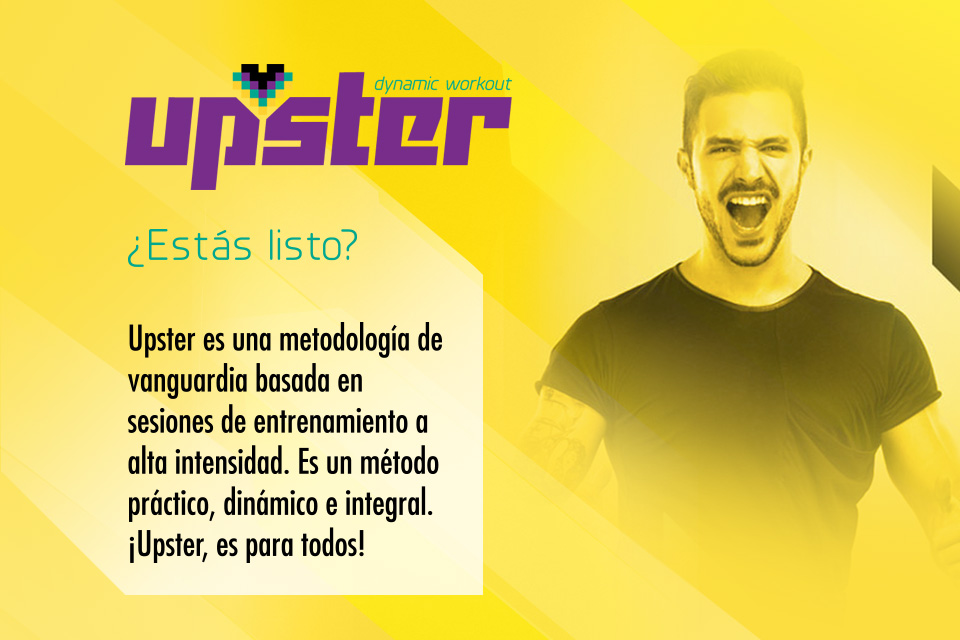 dynamic workout
upster
¿Estás listo?
Upster es una metodología de
vanguardia basada en
sesiones de entrenamiento a
alta intensidad. Es un método
práctico, dinámico e integral.
¡Upster, es para todos!